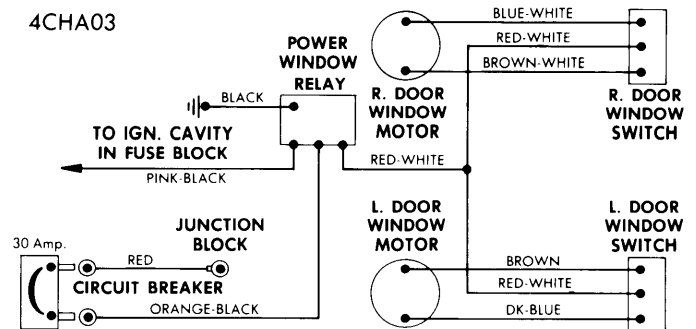 4CHA03
POWER
WINDOW
RELAY
BLACK
TO IGN. CAVITY
IN FUSE BLOCK
PINK-BLACK
RED-WHITE
30 Amp.
RED
JUNCTION
BLOCK
CIRCUIT BREAKER
ORANGE-BLACK
BLUE-WHITE
RED-WHITE
BROWN-WHITE
R. DOOR
WINDOW
MOTOR
R. DOOR
WINDOW
SWITCH
L. DOOR
WINDOW
MOTOR
L. DOOR
WINDOW
SWITCH
BROWN
RED-WHITE
DK-BLUE